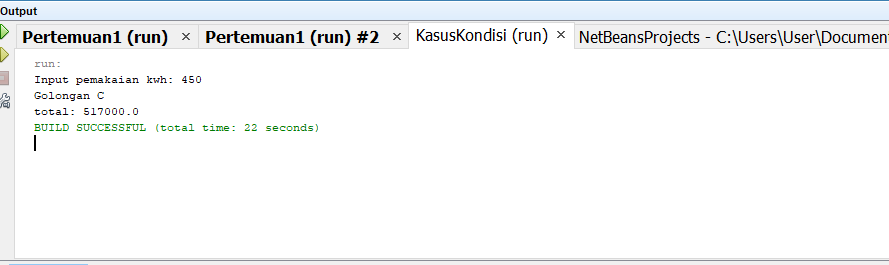 Output
Pertemuan1 (run) × Pertemuan1 (run) #2 × KasusKondisi (run) × NetBeansProjects - C:\Users\User\Document
run:
Input pemakaian kwh: 450
Golongan C
total: 517000.0
BUILD SUCCESSFUL (total time: 22 seconds)